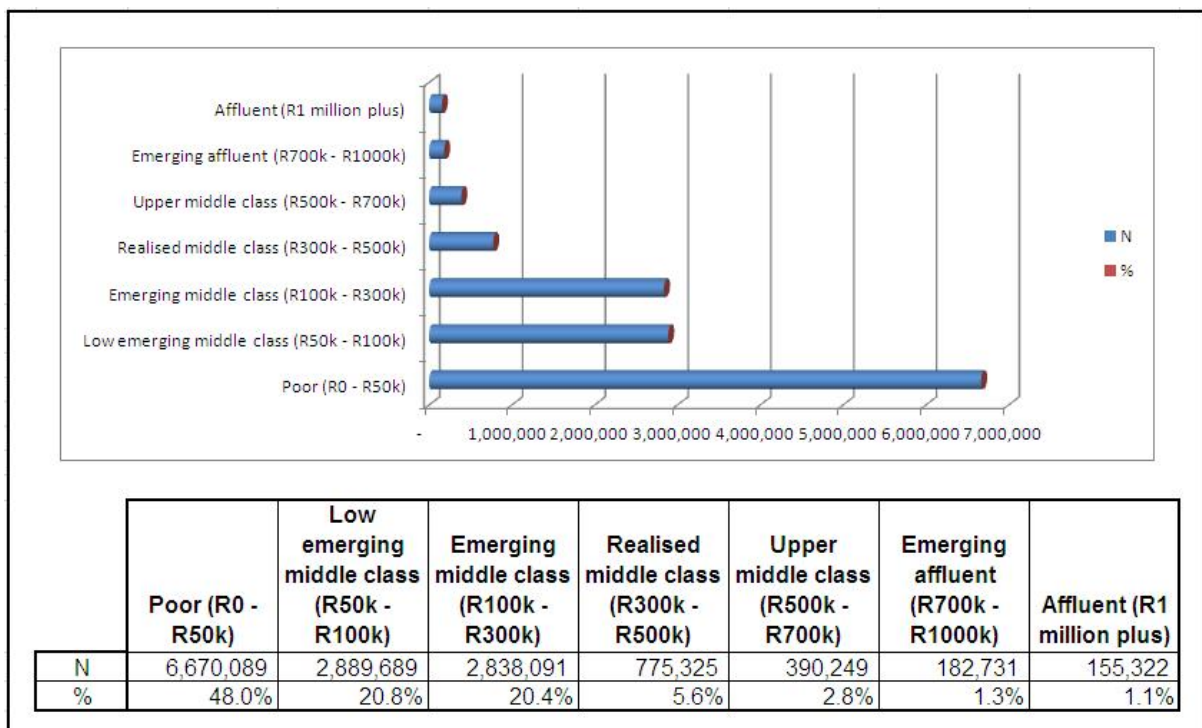 Affluent (R1 million plus)
Emerging affluent (R700k - R1000k)
Upper middle class (R500k - R700k)
Realised middle class (R300k - R500k)
Emerging middle class (R100k - R300k)
Low emerging middle class (R50k - R100k)
Poor (R0 - R50k)
- 1,000,000 2,000,000 3,000,000 4,000,000 5,000,000 6,000,000 7,000,000
N
%
Poor (R0 -
R50k)
Low
emerging
middle class
(R50k -
R100k)
Emerging
middle class
(R100k -
R300k)
Realised
middle class
(R300k -
R500k)
Upper
middle class
(R500k -
R700k)
Emerging
affluent
(R700k -
R1000k)
Affluent (R1
million plus)
N 6,670,089 2,889,689 2,838,091 775,325 390,249 182,731 155,322
% 48.0% 20.8% 20.4% 5.6% 2.8% 1.3% 1.1%